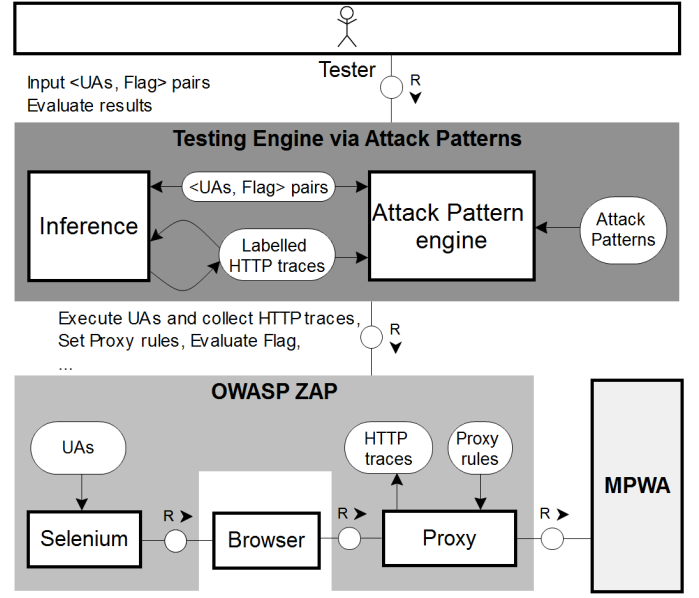 Tester
R
Input <UAs, Flag> pairs
Evaluate results
Testing Engine via Attack Patterns
<UAs, Flag> pairs
Inference
Attack Pattern
engine
Labelled
HTTP traces
Attack
Patterns
Execute UAs and collect HTTP traces,
Set Proxy rules, Evaluate Flag,
...
R
OWASP ZAP
UAs
HTTP
traces
Proxy
rules
MPWA
R
R
R
Selenium
Browser
Proxy